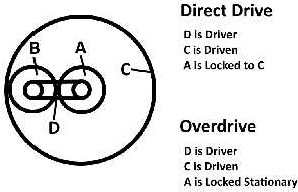 Direct Drive
D is Driver
C is Driven
A is Locked to C
B
A
C
D
Overdrive
D is Driver
C is Driven
A is Locked Stationary